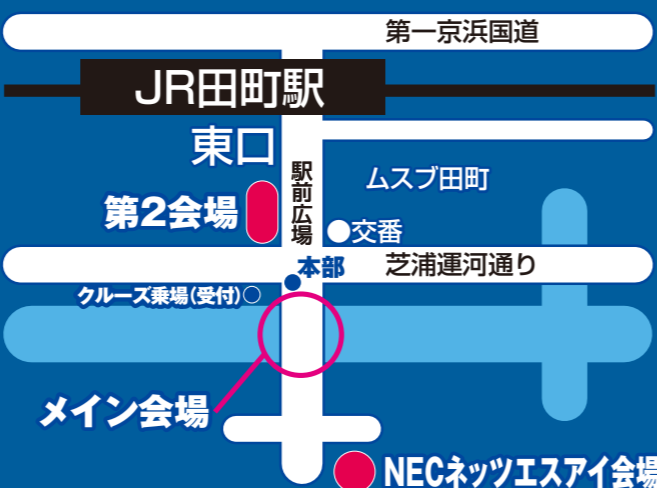 第一京浜国道
JR田町駅
東口
駅前広場
ムスブ田町
第2会場
交番
本部
芝浦運河通り
クルーズ乗場(受付)
メイン会場
NECネッツエスアイ会場